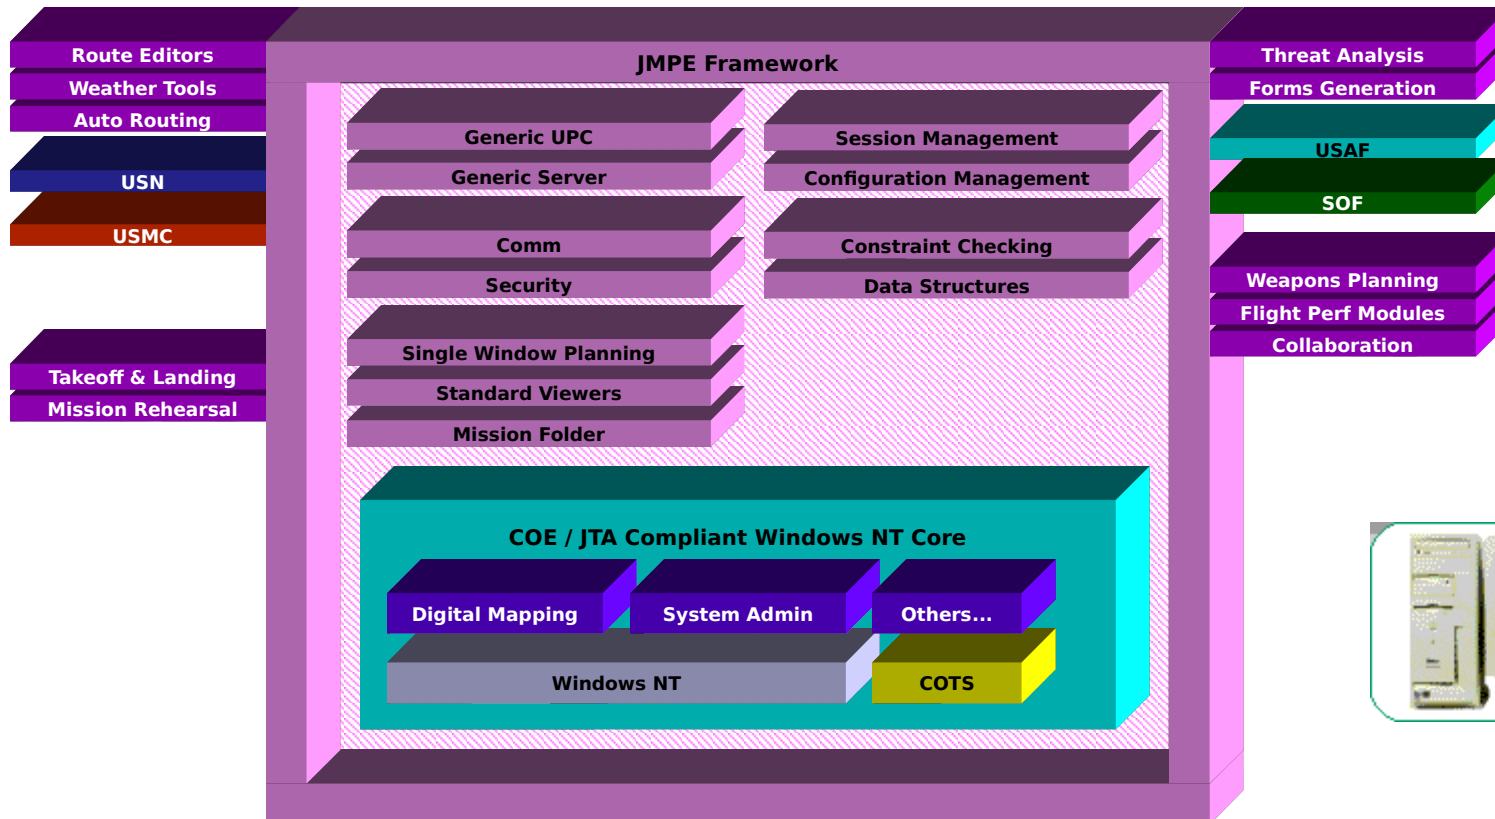 JMPE Framework
Route Editors
Weather Tools
Auto Routing
USN
USMC
Takeoff & Landing
Mission Rehearsal
Generic UPC
Generic Server
Comm
Security
Single Window Planning
Standard Viewers
Mission Folder
Session Management
Configuration Management
Constraint Checking
Data Structures
COE / JTA Compliant Windows NT Core
Digital Mapping
System Admin
Others...
Windows NT
COTS
Threat Analysis
Forms Generation
USAF
SOF
Weapons Planning
Flight Perf Modules
Collaboration